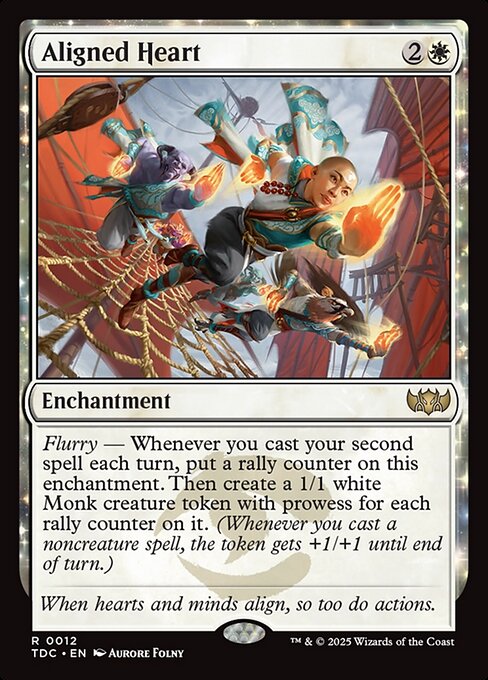 Aligned Heart 2
Enchantment
Flurry — Whenever you cast your second
spell each turn, put a rally counter on this
enchantment. Then create a 1/1 white
Monk creature token with prowess for each
rally counter on it. (Whenever you cast a
noncreature spell, the token gets +1/+1 until end
of turn.)
When hearts and minds align, so too do actions.
R 0012
TDC • EN AURORE FOLNY
™ & © 2025 Wizards of the Coast